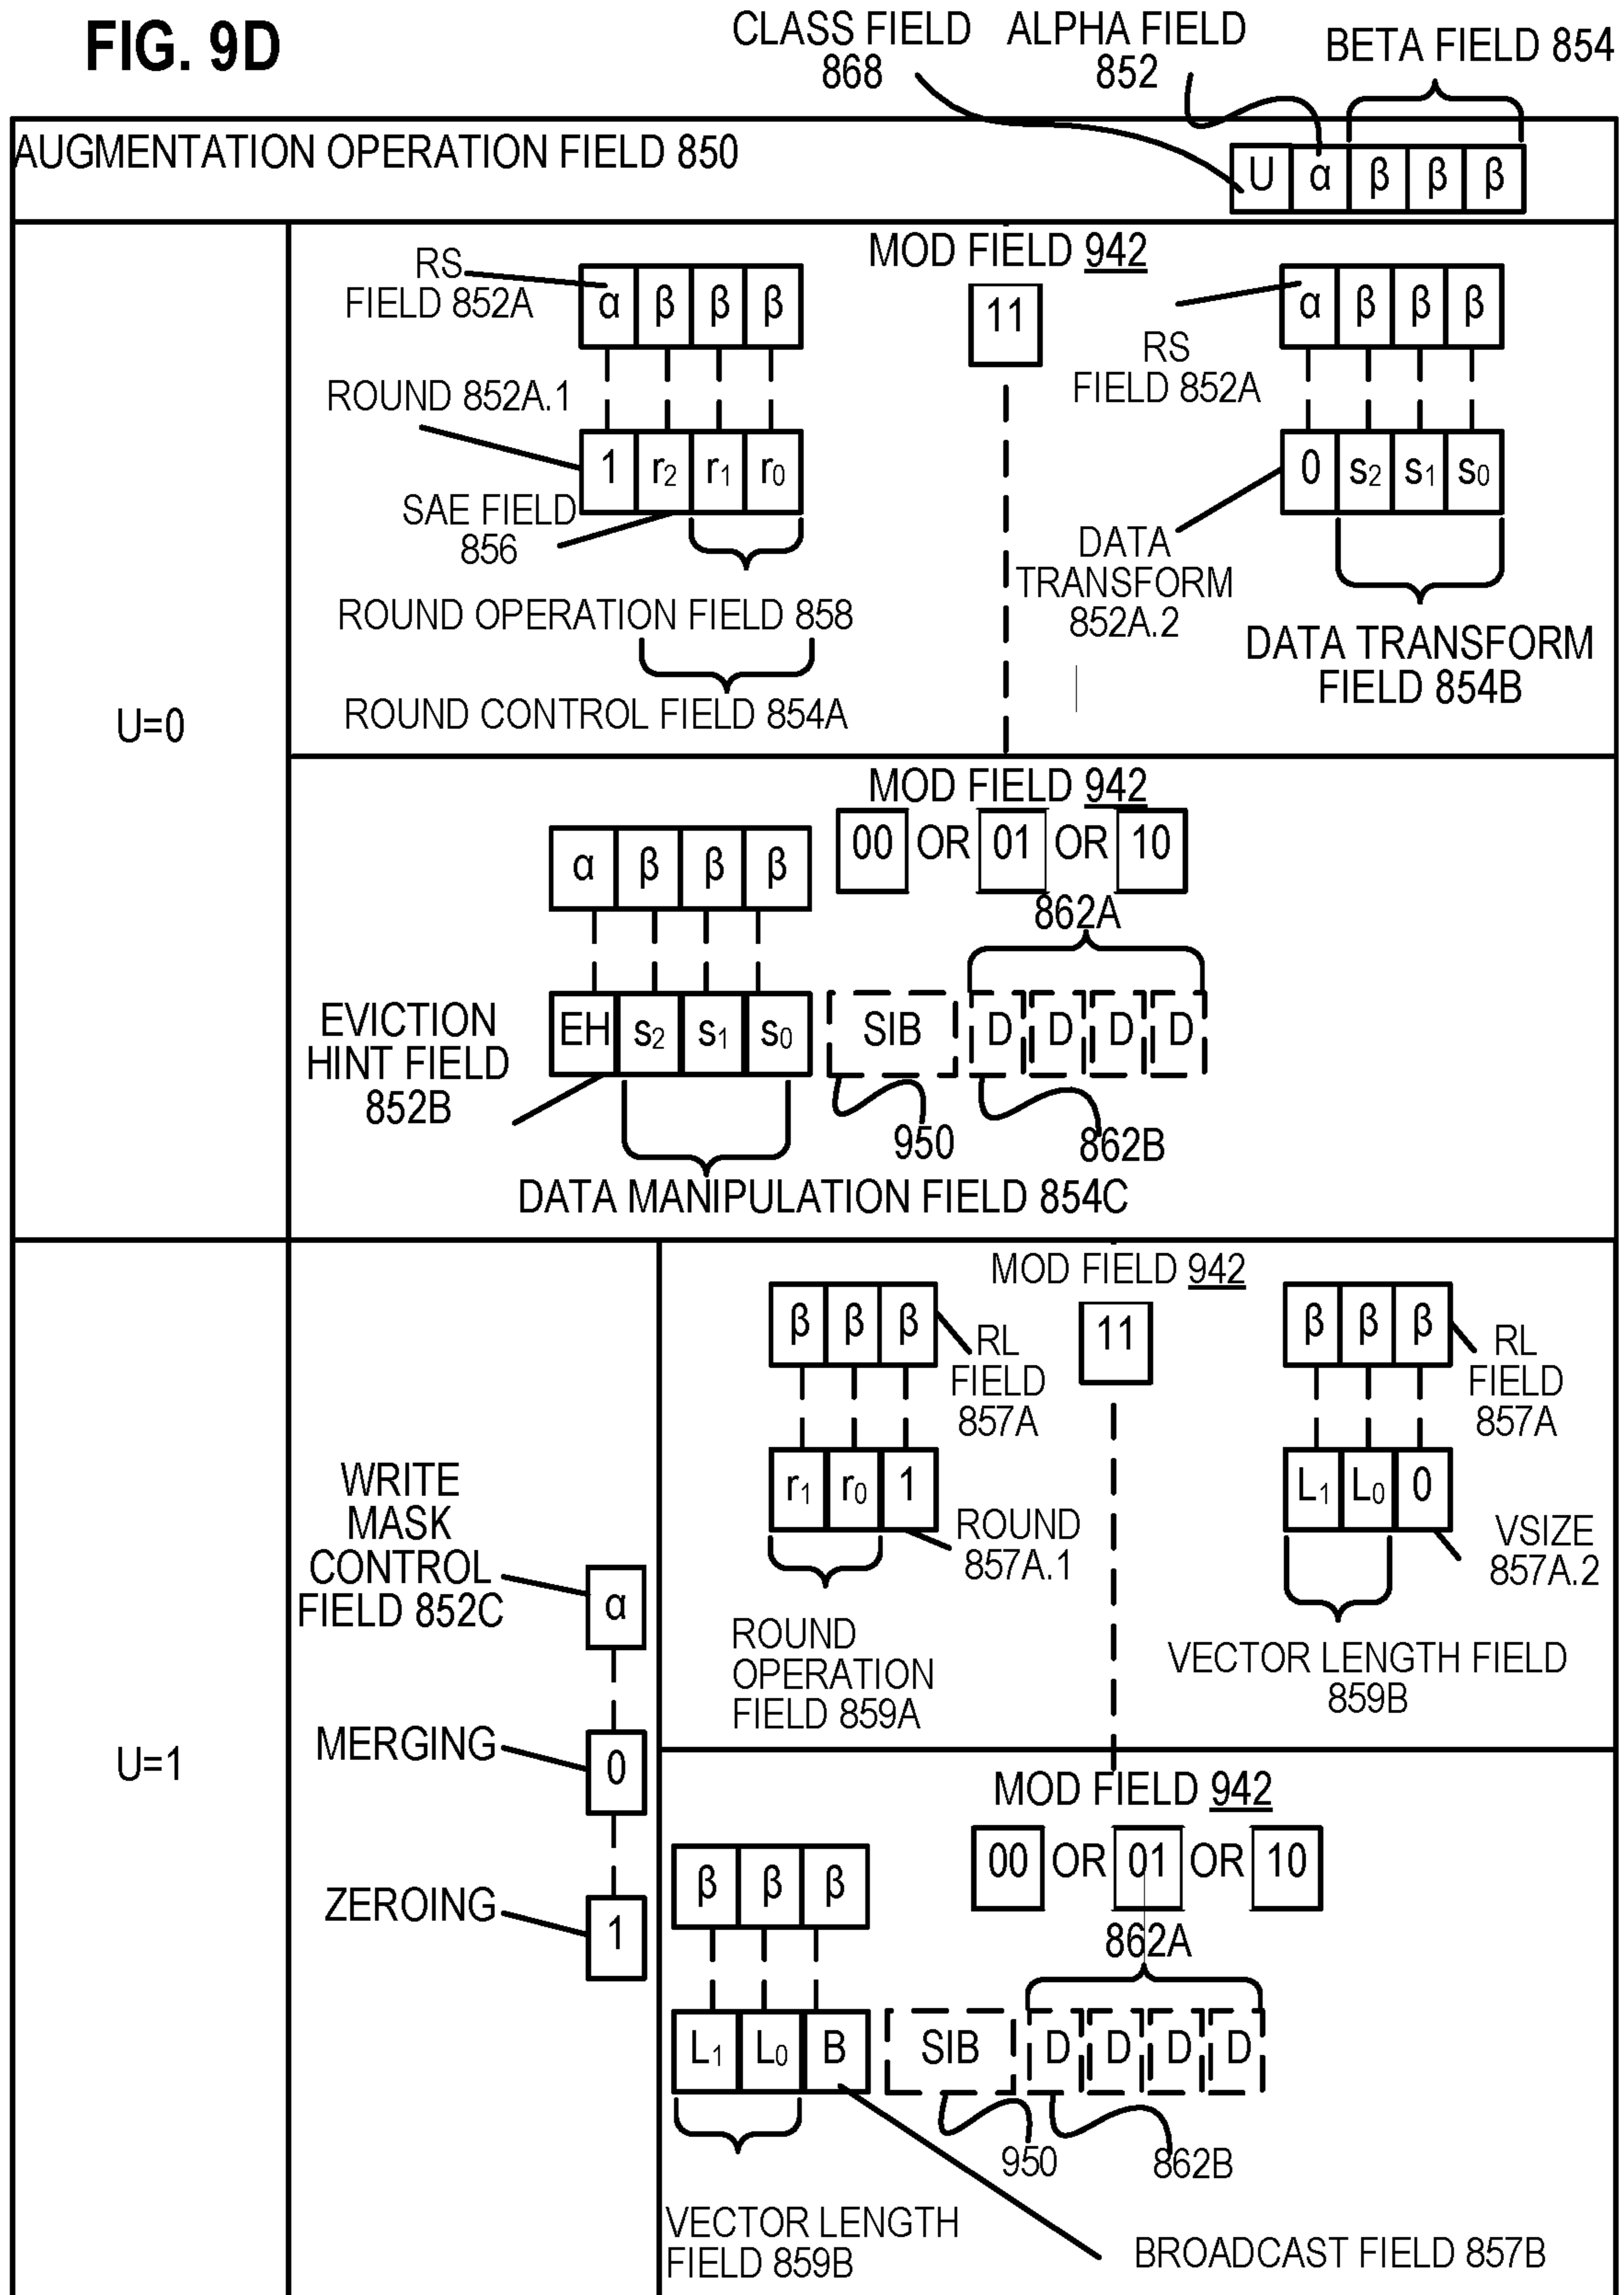 FIG. 9D
CLASS FIELD
868
ALPHA FIELD
852
BETA FIELD 854
AUGMENTATION OPERATION FIELD 850
U α β β β
U=0
MOD FIELD 942
11
RS
FIELD 852A
α β β β
ROUND 852A.1
1 r2 r1 r0
SAE FIELD
856
ROUND OPERATION FIELD 858
ROUND CONTROL FIELD 854A
α β β β
RS
FIELD 852A
0 s2 s1 s0
DATA
TRANSFORM
852A.2
DATA TRANSFORM
FIELD 854B
MOD FIELD 942
00 OR 01 OR 10
α β β β
862A
EVICTION
HINT FIELD
852B
EH s2 s1 s0 SIB D D D D
950
862B
DATA MANIPULATION FIELD 854C
U=1
WRITE
MASK
CONTROL
FIELD 852C
α
MERGING
0
ZEROING
1
MOD FIELD 942
11
β β β
RL
FIELD
857A
r1 r0 1
ROUND
857A.1
ROUND
OPERATION
FIELD 859A
β β β
RL
FIELD
857A
L1 L0 0
VSIZE
857A.2
VECTOR LENGTH FIELD
859B
MOD FIELD 942
00 OR 01 OR 10
β β β
862A
L1 L0 B SIB D D D D
950
862B
VECTOR LENGTH
FIELD 859B
BROADCAST FIELD 857B